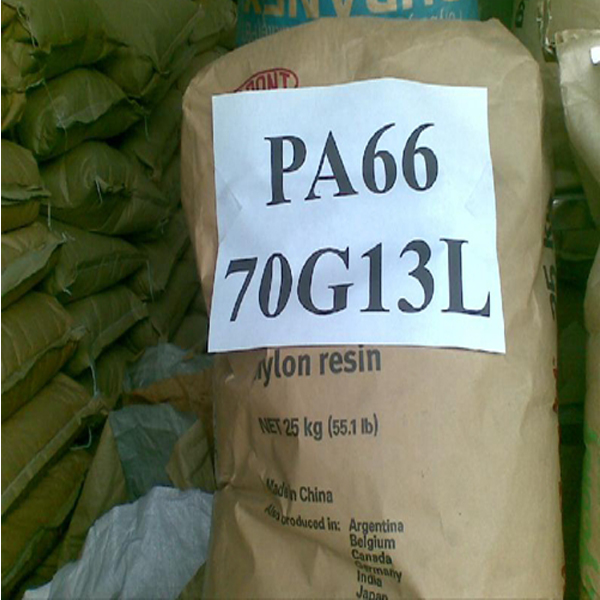 PA66
70G13L
nylon resin
NET 25 kg (55.1 lb)
Made in China
Also produced in: Argentina
Belgium
Canada
Germany
India
Japan